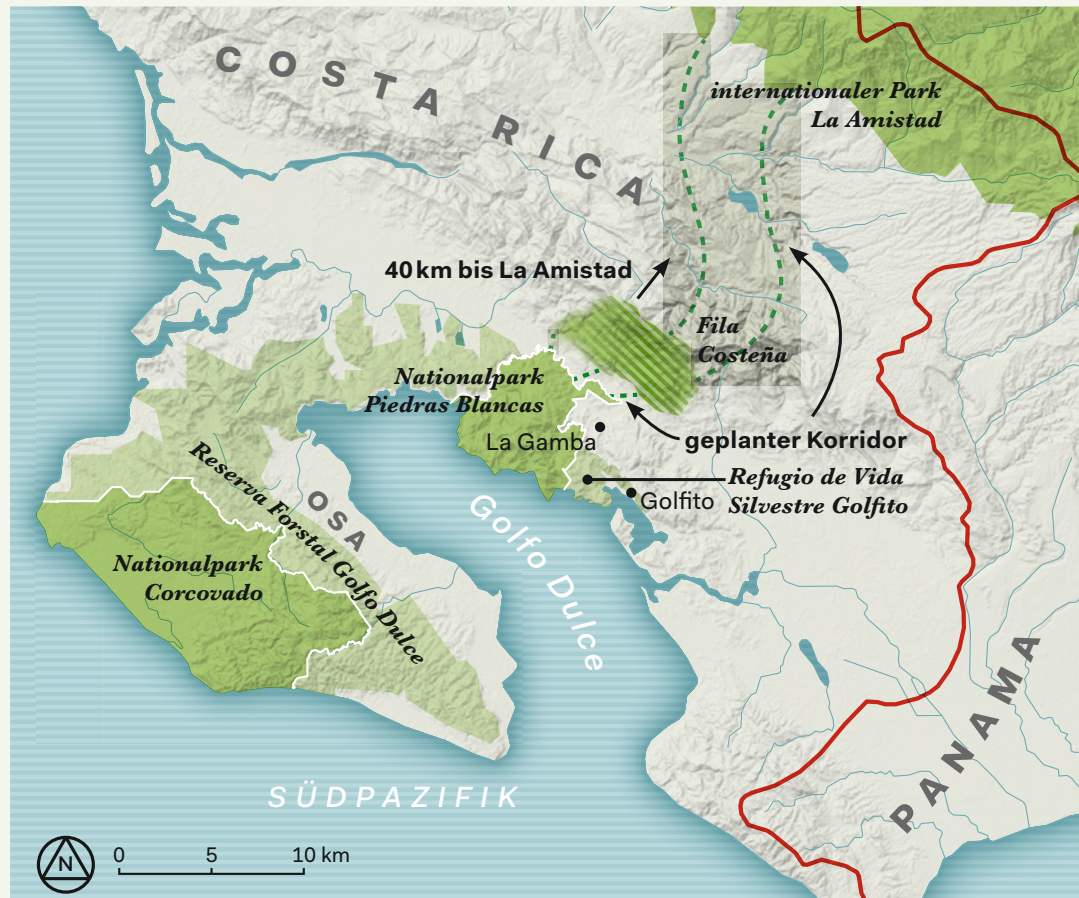 COSTA RICA
internationaler Park
La Amistad
40 km bis La Amistad
Fila
Costeña
Nationalpark
Piedras Blancas
La Gamba
geplanter Korridor
Refugio de Vida
Silvestre Golfito
Golfito
Reserva Forstal Golfo Dulce
OSA
Golfo Dulce
Nationalpark
Corcovado
PANAMA
SÜDPAZIFIK
N
0 5 10 km